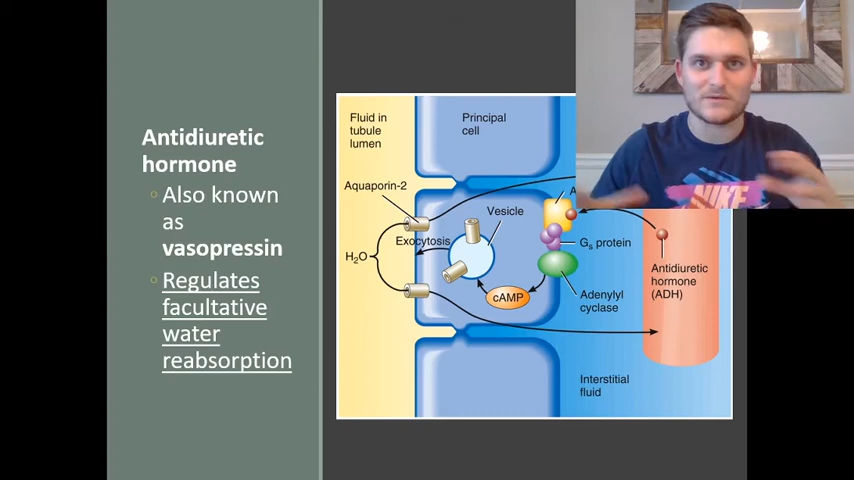 Antidiuretic
hormone
Also known
as
vasopressin
Regulates
facultative
water
reabsorption
Fluid in
tubule
lumen
Principal
cell
Aquaporin-2
Vesicle
Exocytosis
H₂O
cAMP
A
Gs protein
Adenylyl
cyclase
Antidiuretic
hormone
(ADH)
Interstitial
fluid
NIKE